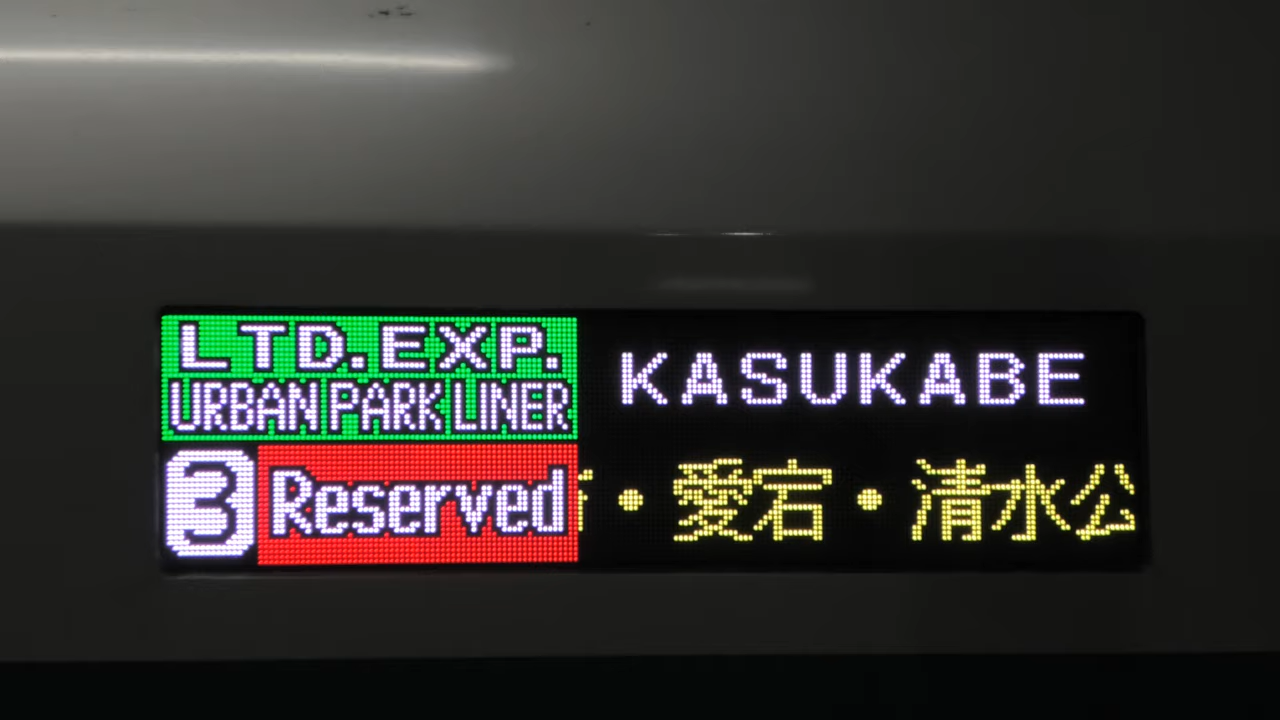 LTD.EXP.
URBAN PARK LINER
KASUKABE
3 Reserved
・愛宕・清水公